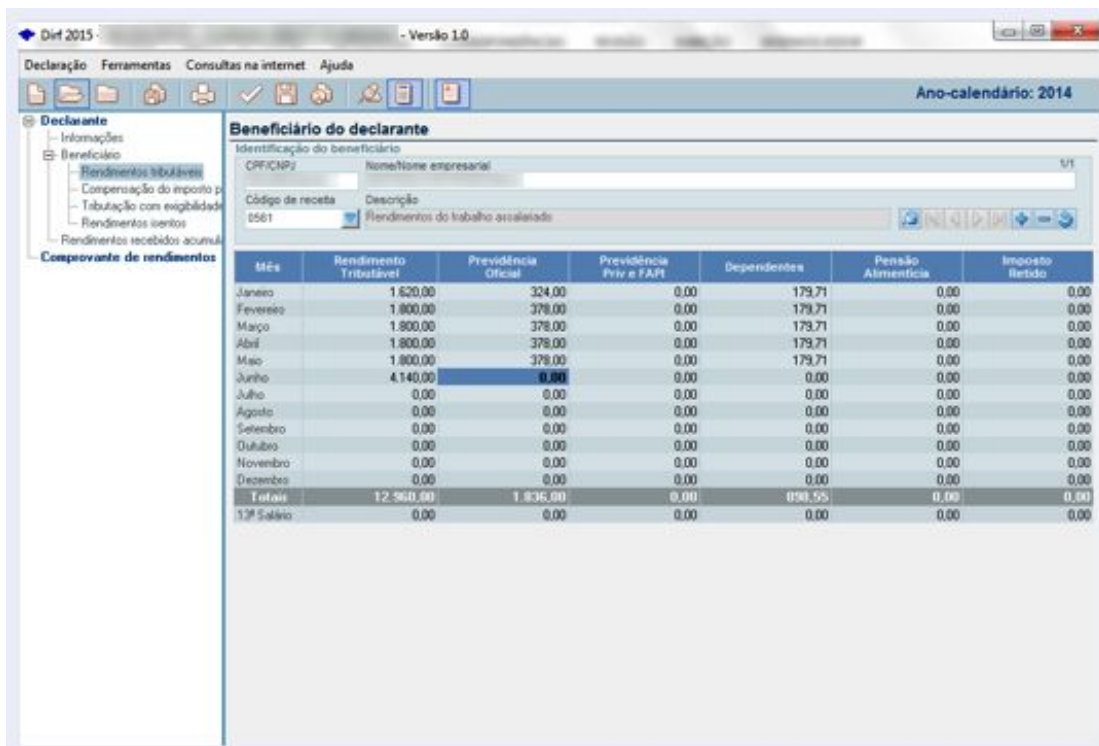 Dirf 2015 - - Versão 1.0
Declaração Ferramentas Consultas na internet Ajuda
Ano-calendário: 2014
Declarante
Informações
Beneficiário
Rendimentos tributáveis
Compensação do imposto p
Tributação com exigibilidade
Rendimentos isentos
Rendimentos recebidos acumula
Comprovante de rendimentos
Beneficiário do declarante
Identificação do beneficiário
CPF/CNPJ Nome/Nome empresarial 1/1
Código de receita Descrição
0561 Rendimentos do trabalho assalariado
Mês Rendimento Tributável Previdência Oficial Previdência Priv e FAPI Dependentes Pensão Alimentícia Imposto Retido
Janeiro 1.620,00 324,00 0,00 179,71 0,00 0,00
Fevereiro 1.800,00 378,00 0,00 179,71 0,00 0,00
Março 1.800,00 378,00 0,00 179,71 0,00 0,00
Abril 1.800,00 378,00 0,00 179,71 0,00 0,00
Maio 1.800,00 378,00 0,00 179,71 0,00 0,00
Junho 4.140,00 0,00 0,00 0,00 0,00 0,00
Julho 0,00 0,00 0,00 0,00 0,00 0,00
Agosto 0,00 0,00 0,00 0,00 0,00 0,00
Setembro 0,00 0,00 0,00 0,00 0,00 0,00
Outubro 0,00 0,00 0,00 0,00 0,00 0,00
Novembro 0,00 0,00 0,00 0,00 0,00 0,00
Dezembro 0,00 0,00 0,00 0,00 0,00 0,00
Totais 12.960,00 1.836,00 0,00 898,55 0,00 0,00
13º Salário 0,00 0,00 0,00 0,00 0,00 0,00